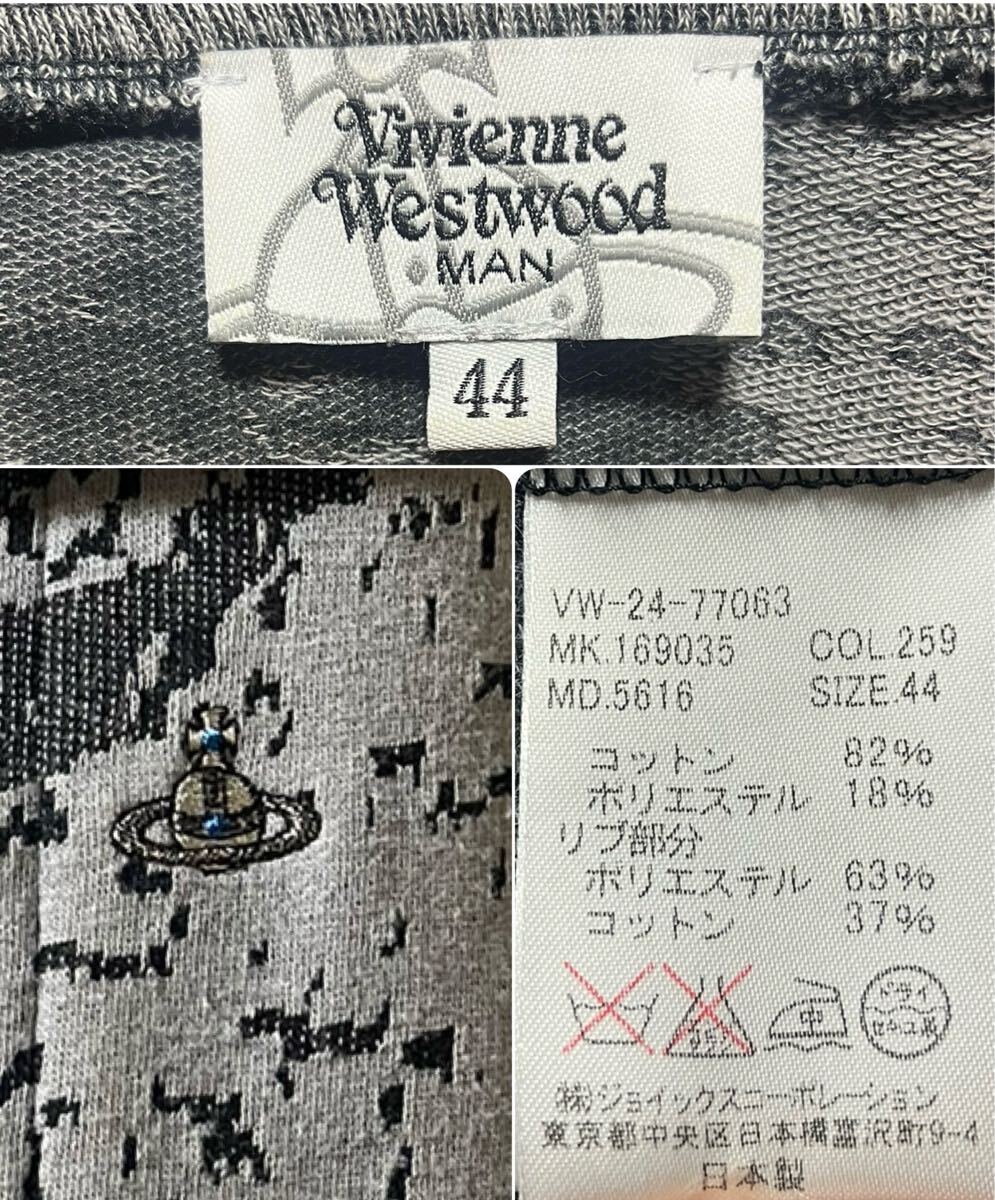 Vivienne
Westwood
MAN
44
VW-24-77063
MK.169035 COL.259
MD.5616 SIZE.44
コットン 82%
ポリエステル 18%
リブ部分
ポリエステル 63%
コットン 37%
中
ドライ
セキユ系
(株)ジョイックスコーポレーション
東京都中央区日本橋富沢町9-4
日本製